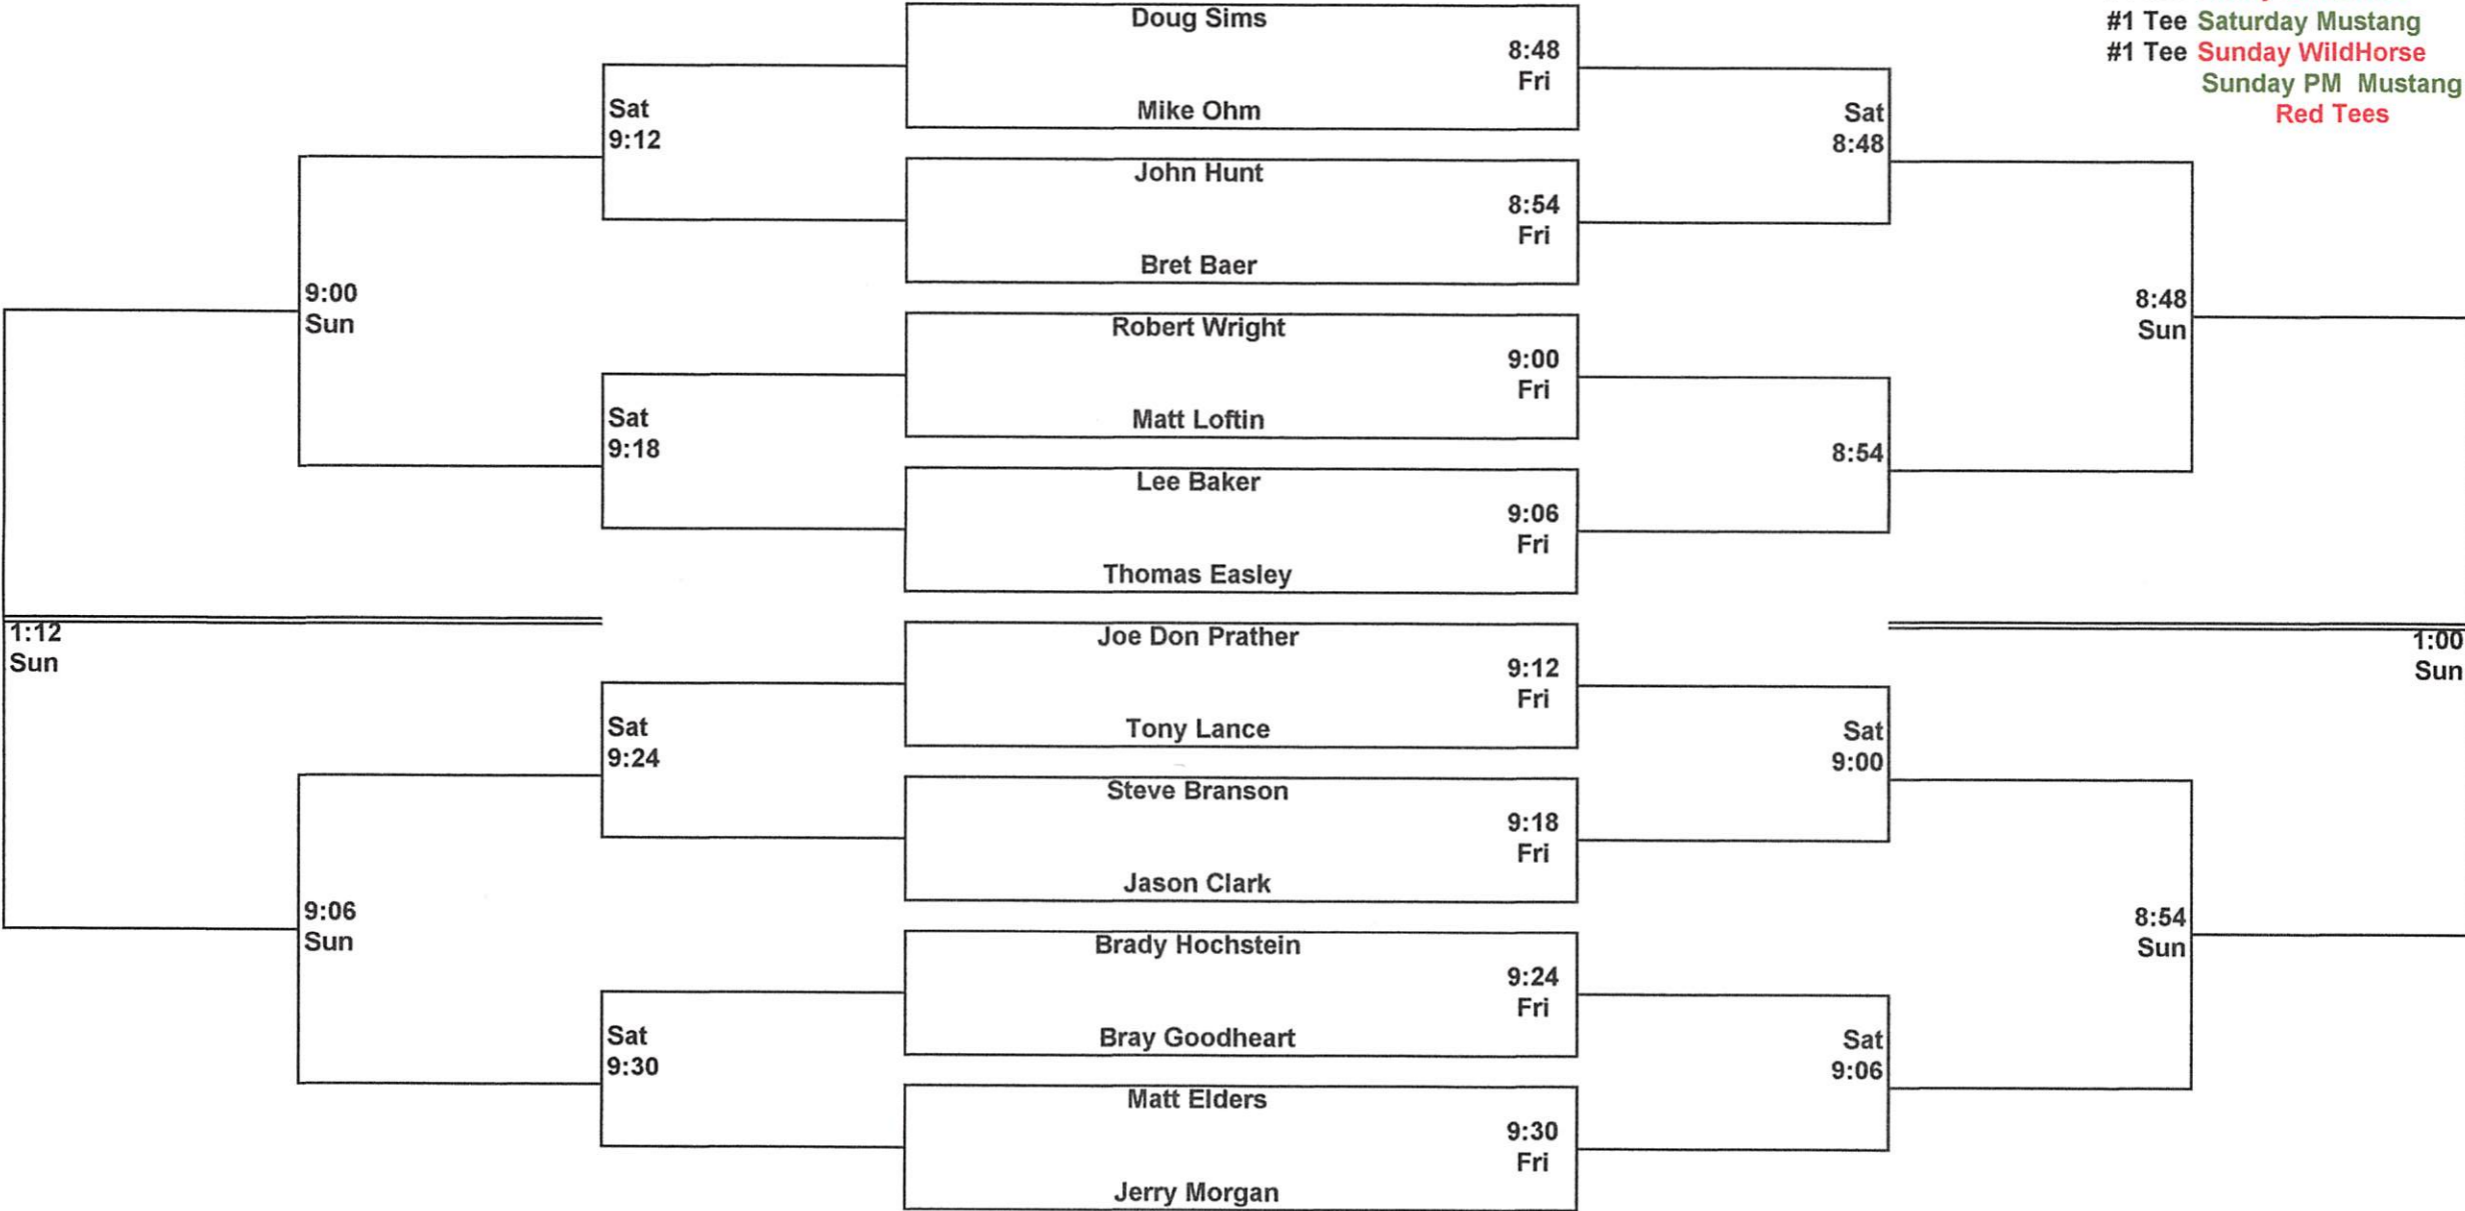 Doug Sims
#1 Tee Saturday Mustang
8:48
#1 Tee Sunday WildHorse
Fri
Sunday PM Mustang
Sat
Mike Ohm
Sat
Red Tees
9:12
8:48
John Hunt
8:54
Fri
Bret Baer
9:00
8:48
Sun
Robert Wright
Sun
9:00
Fri
Sat
Matt Loftin
9:18
8:54
Lee Baker
9:06
Fri
Thomas Easley
1:12
Joe Don Prather
1:00
Sun
9:12
Sun
Fri
Sat
Tony Lance
Sat
9:24
9:00
Steve Branson
9:18
Fri
Jason Clark
9:06
8:54
Sun
Brady Hochstein
Sun
9:24
Fri
Sat
Bray Goodheart
Sat
9:30
9:06
Matt Elders
9:30
Fri
Jerry Morgan